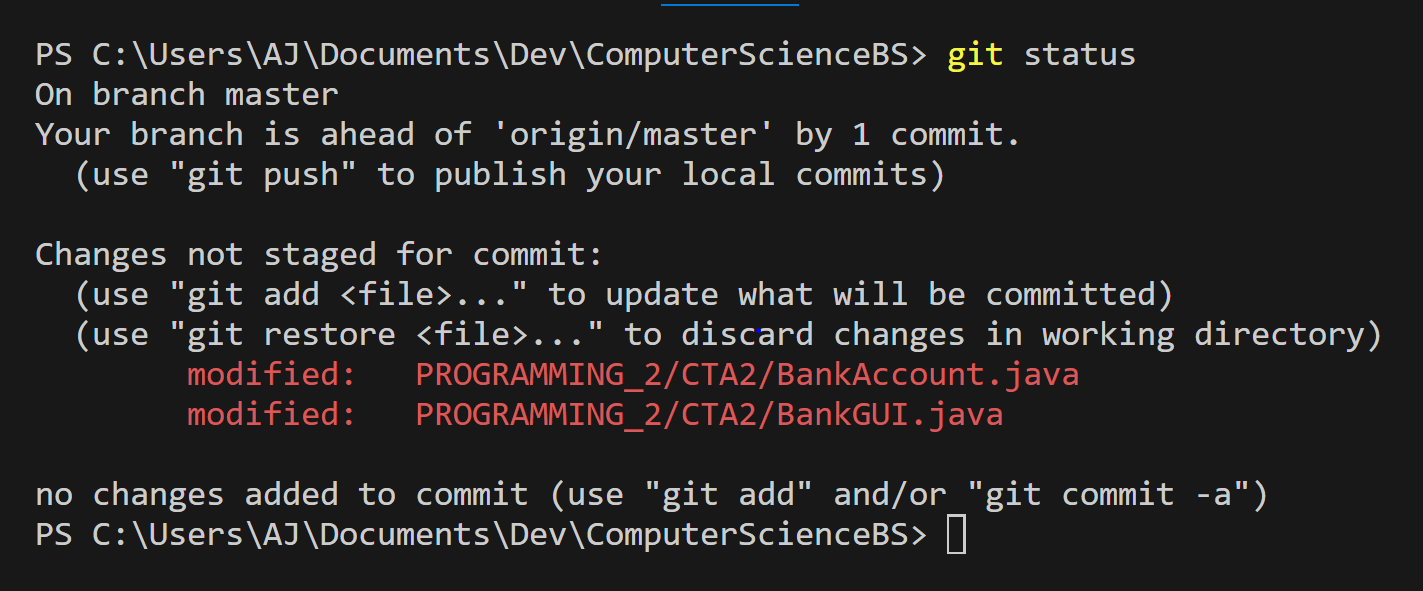 PS C:\Users\AJ\Documents\Dev\ComputerScienceBS> git status
On branch master
Your branch is ahead of 'origin/master' by 1 commit.
  (use "git push" to publish your local commits)

Changes not staged for commit:
  (use "git add <file>..." to update what will be committed)
  (use "git restore <file>..." to discard changes in working directory)
        modified:   PROGRAMMING_2/CTA2/BankAccount.java
        modified:   PROGRAMMING_2/CTA2/BankGUI.java

no changes added to commit (use "git add" and/or "git commit -a")
PS C:\Users\AJ\Documents\Dev\ComputerScienceBS>